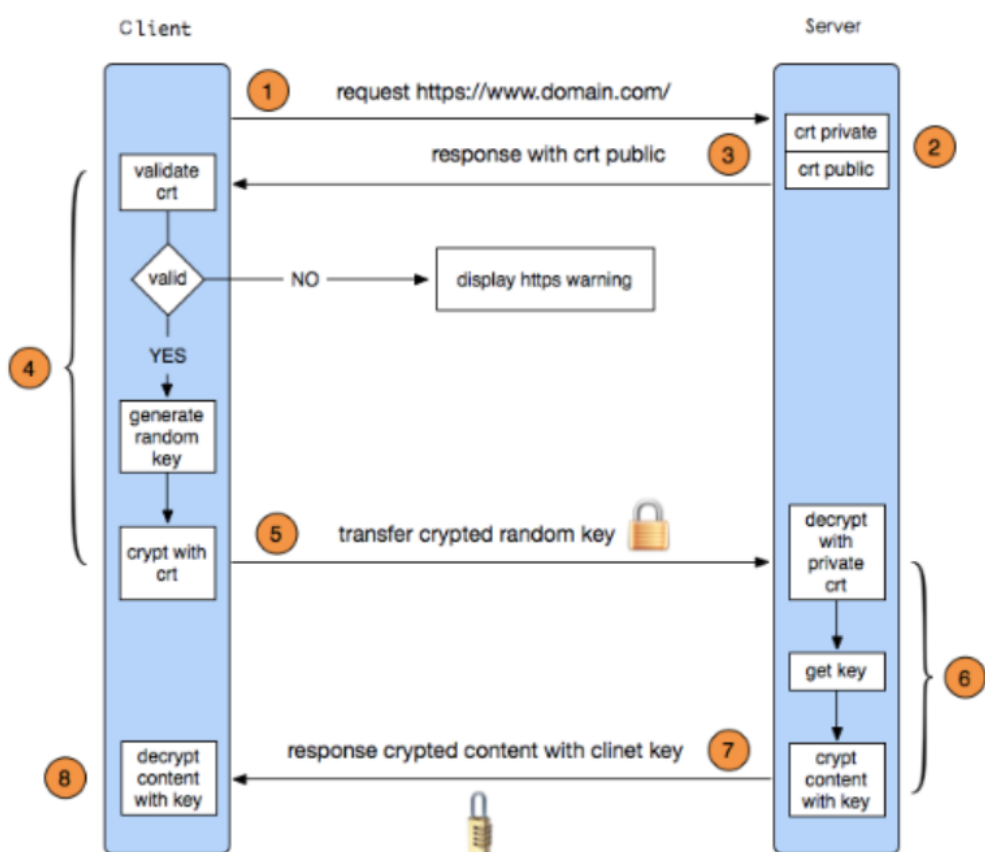 Client
Server
1
request https://www.domain.com/
crt private
2
response with crt public
3
crt public
validate
crt
valid
NO
display https warning
4
YES
generate
random
key
5
transfer crypted random key
decrypt
with
private
crt
crypt with
crt
get key
6
response crypted content with clinet key
7
8
decrypt
content
with key
crypt
content
with key